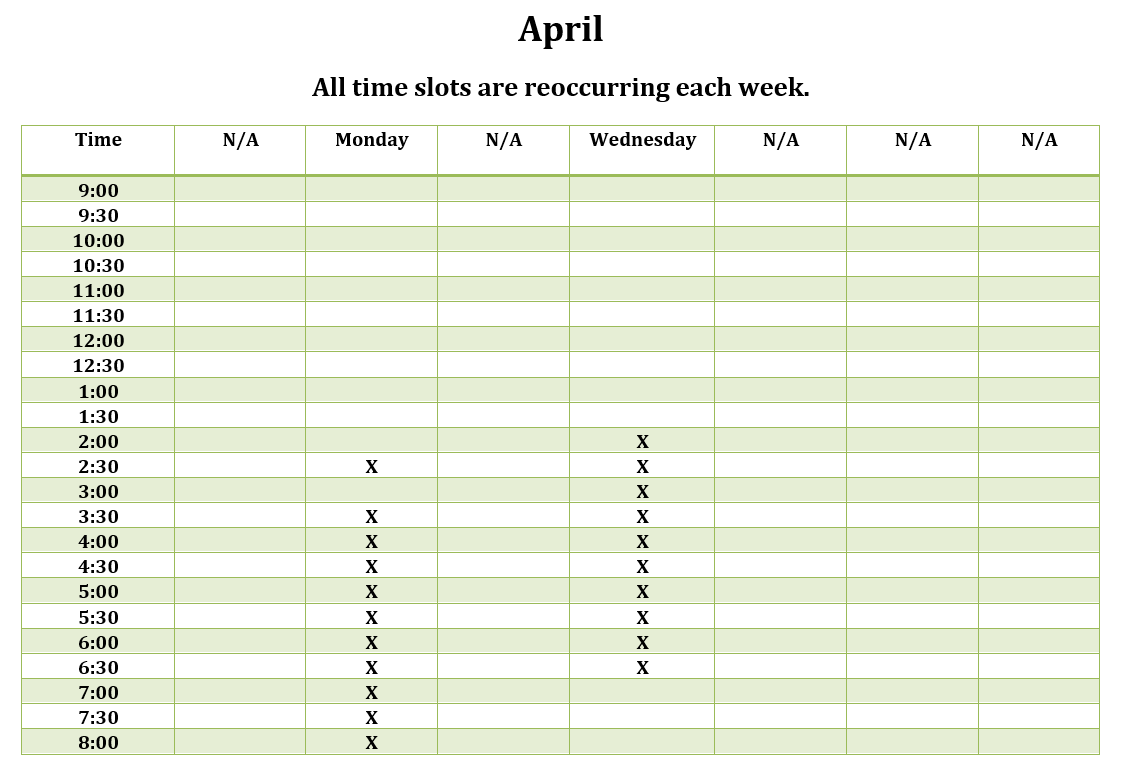 April
All time slots are reoccurring each week.
Time N/A Monday N/A Wednesday N/A N/A N/A
9:00
9:30
10:00
10:30
11:00
11:30
12:00
12:30
1:00
1:30
2:00 X
2:30 X X
3:00 X
3:30 X X
4:00 X X
4:30 X X
5:00 X X
5:30 X X
6:00 X X
6:30 X X
7:00 X
7:30 X
8:00 X